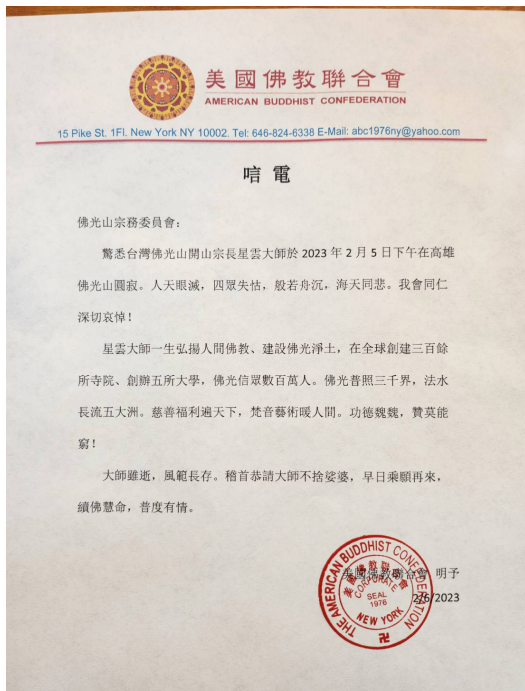 美國佛教聯合會
AMERICAN BUDDHIST CONFEDERATION
15 Pike St. 1Fl. New York NY 10002. Tel: 646-824-6338 E-Mail: abc1976ny@yahoo.com
唁 電
佛光山宗務委員會：
驚悉台灣佛光山開山宗長星雲大師於 2023 年 2 月 5 日下午在高雄
佛光山圓寂。人天眼滅，四眾失怙，般若舟沉，海天同悲。我會同仁
深切哀悼！
星雲大師一生弘揚人間佛教、建設佛光淨土，在全球創建三百餘
所寺院、創辦五所大學，佛光信眾數百萬人。佛光普照三千界，法水
長流五大洲。慈善福利遍天下，梵音藝術暖人間。功德魏魏，贊莫能
窮！
大師雖逝，風範長存。稽首恭請大師不捨娑婆，早日乘願再來，
續佛慧命，普度有情。
美國佛教聯合會 明予
2/6/2023
THE AMERICAN BUDDHIST CONFEDERATION
美國佛教聯合會
CORPORATE
SEAL
1976
NEW YORK
卍